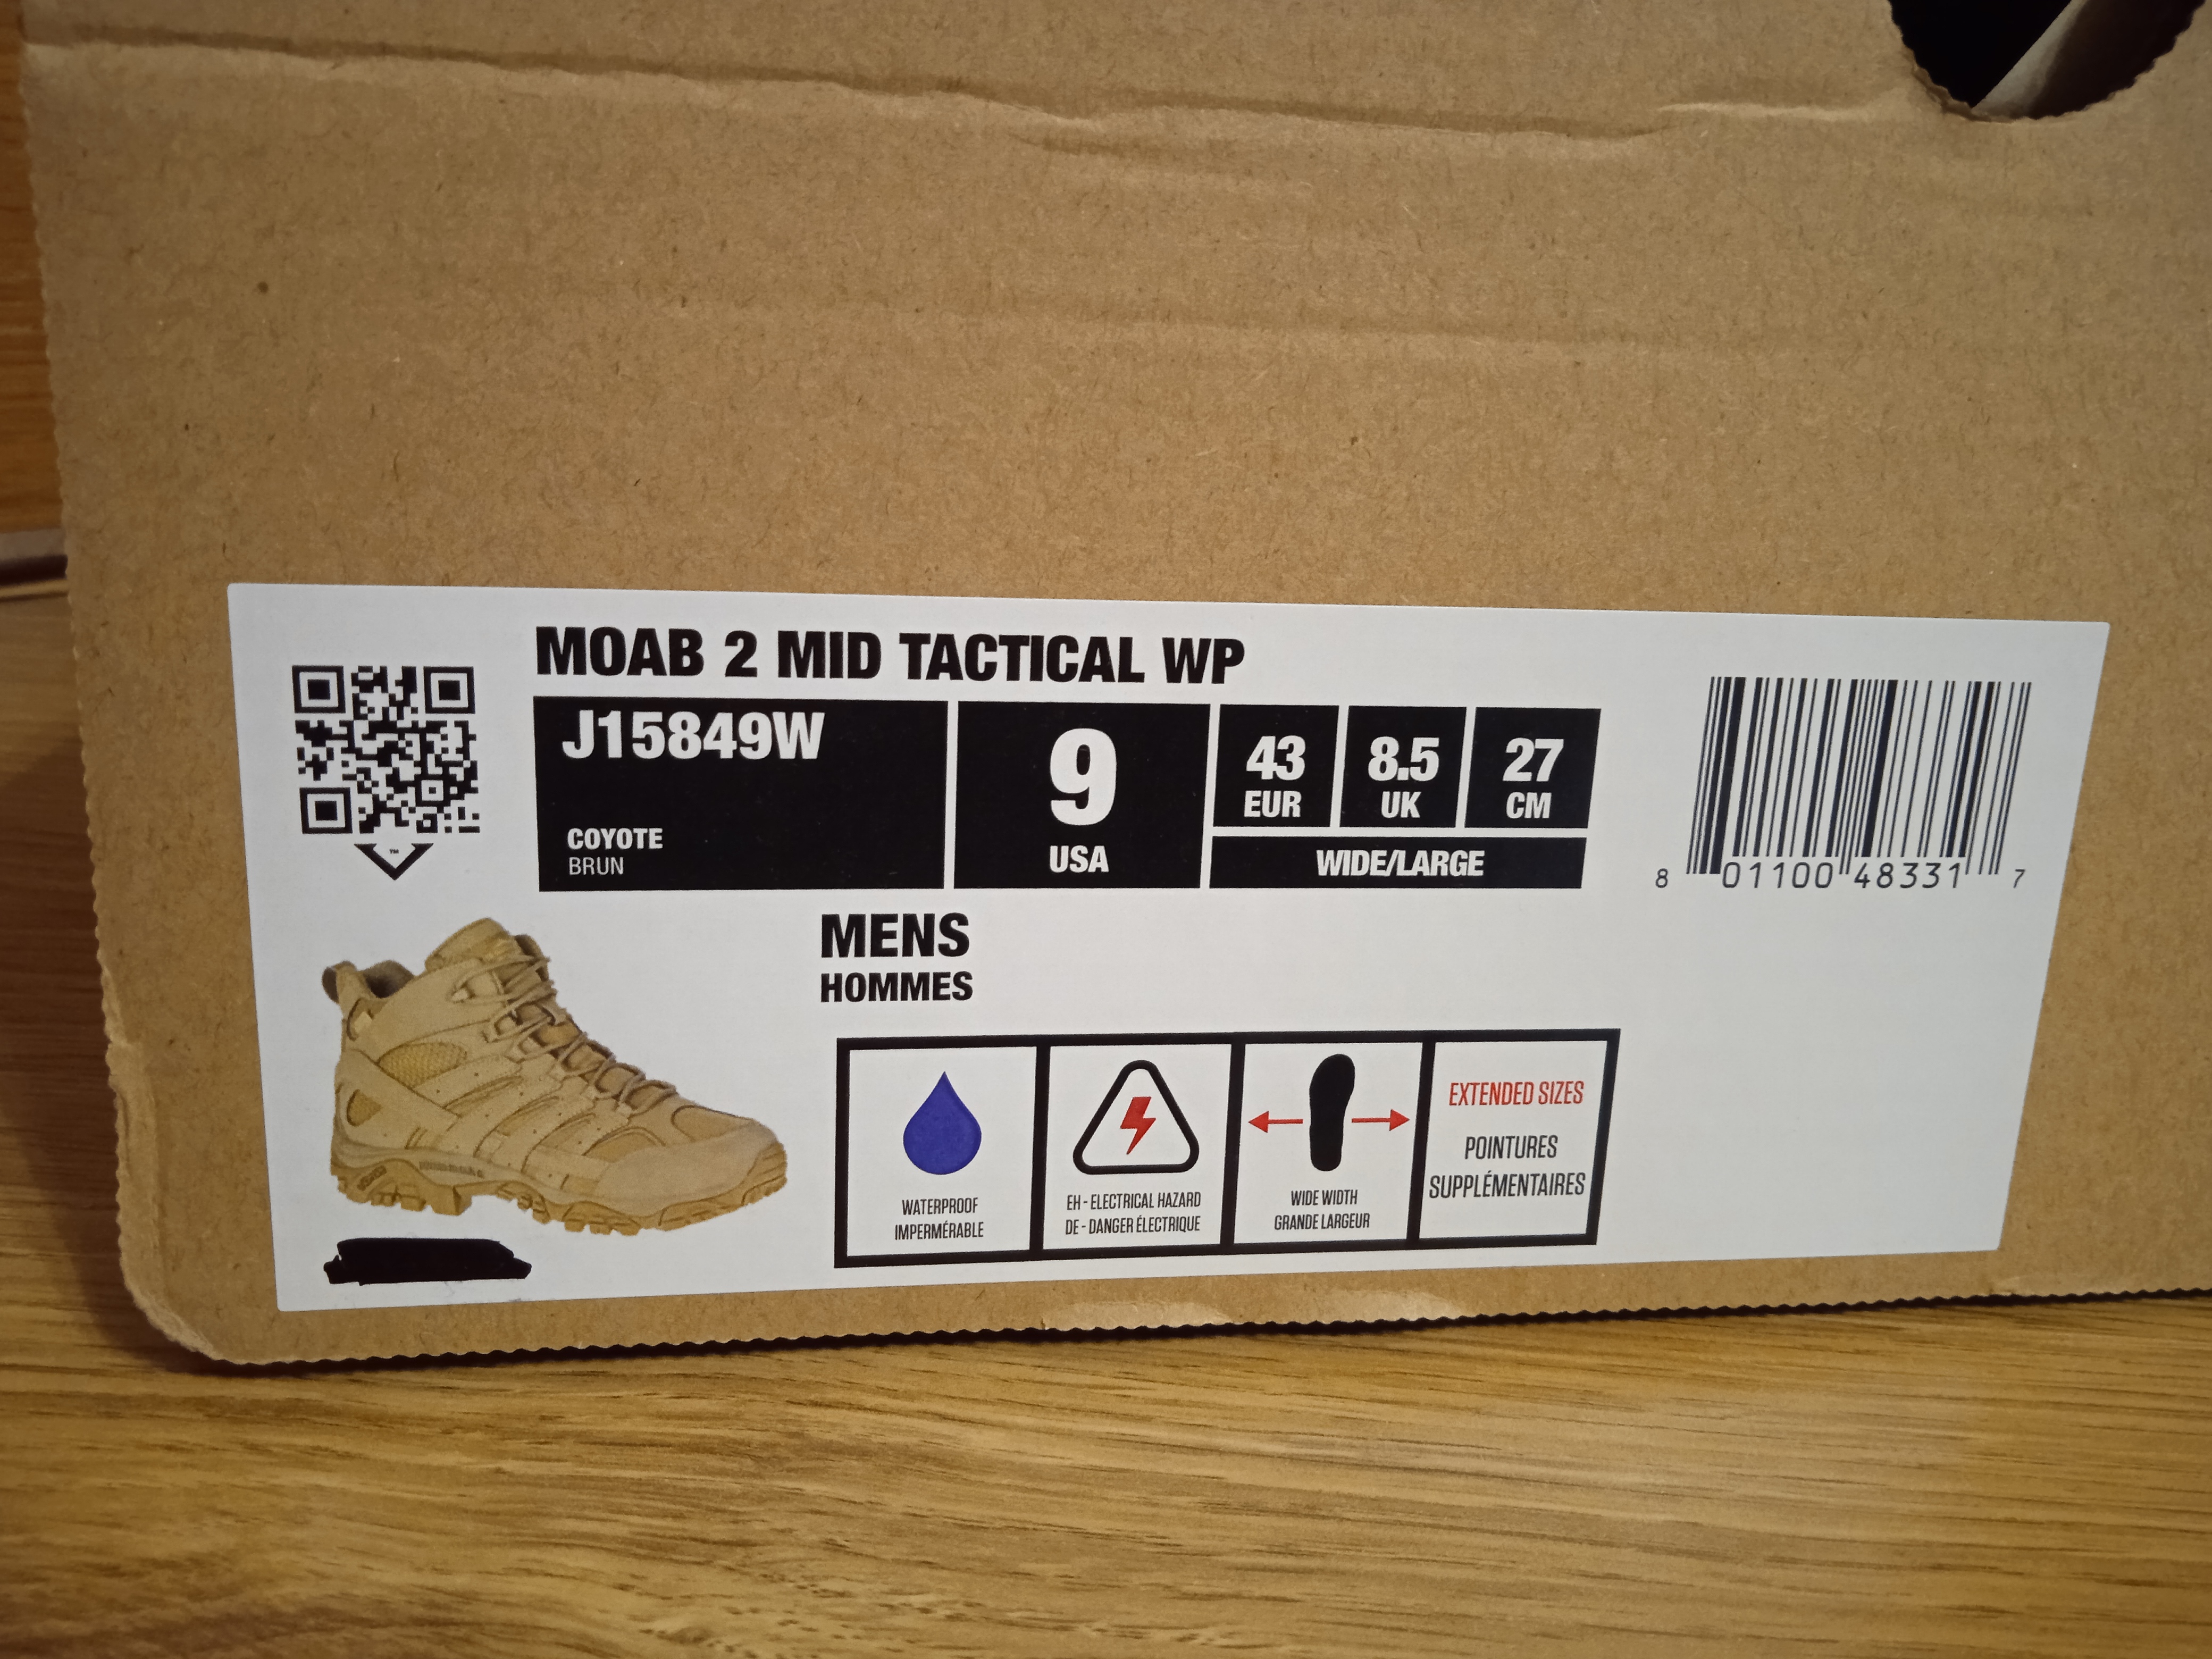 MOAB 2 MID TACTICAL WP
J15849W
COYOTE
BRUN
9
USA
43
EUR
8.5
UK
27
CM
WIDE/LARGE
8 01100 48331 7
™
MENS
HOMMES
WATERPROOF
IMPERMÉRABLE
EH - ELECTRICAL HAZARD
DE - DANGER ÉLECTRIQUE
WIDE WIDTH
GRANDE LARGEUR
EXTENDED SIZES
POINTURES
SUPPLÉMENTAIRES